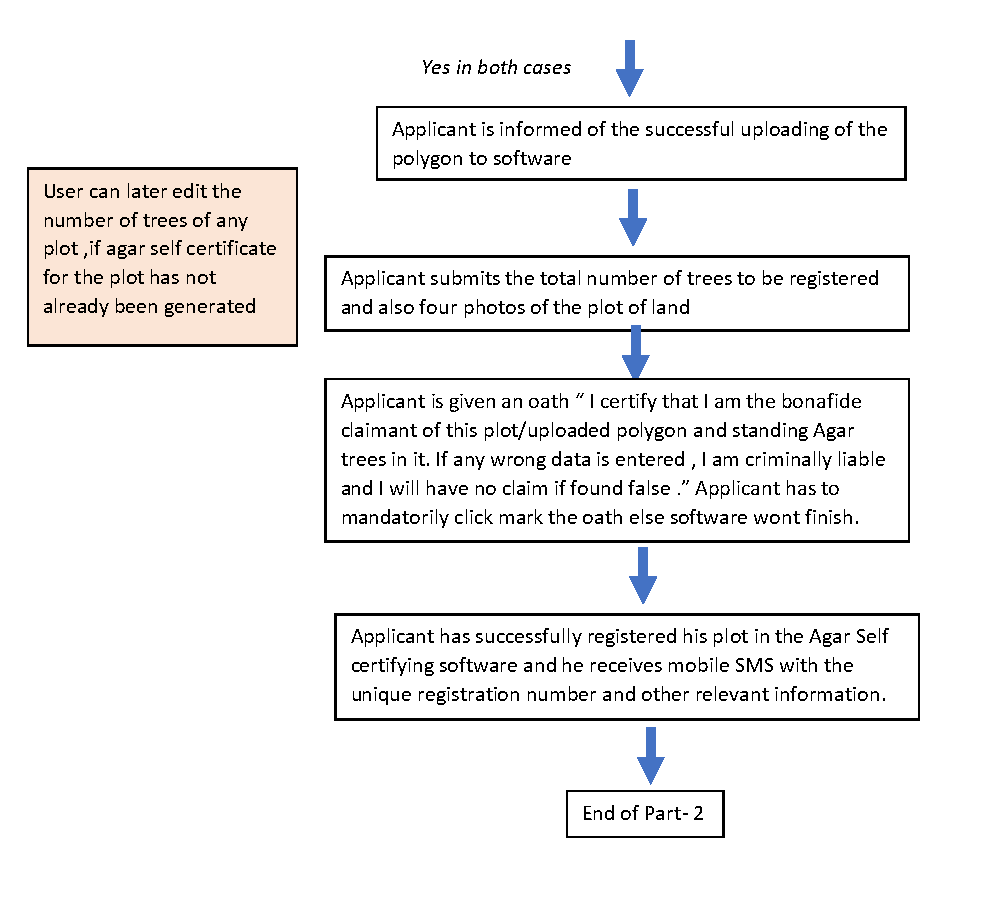 Yes in both cases
Applicant is informed of the successful uploading of the
polygon to software
User can later edit the
number of trees of any
plot ,if agar self certificate
for the plot has not
already been generated
Applicant submits the total number of trees to be registered
and also four photos of the plot of land
Applicant is given an oath “ I certify that I am the bonafide
claimant of this plot/uploaded polygon and standing Agar
trees in it. If any wrong data is entered , I am criminally liable
and I will have no claim if found false .” Applicant has to
mandatorily click mark the oath else software wont finish.
Applicant has successfully registered his plot in the Agar Self
certifying software and he receives mobile SMS with the
unique registration number and other relevant information.
End of Part- 2